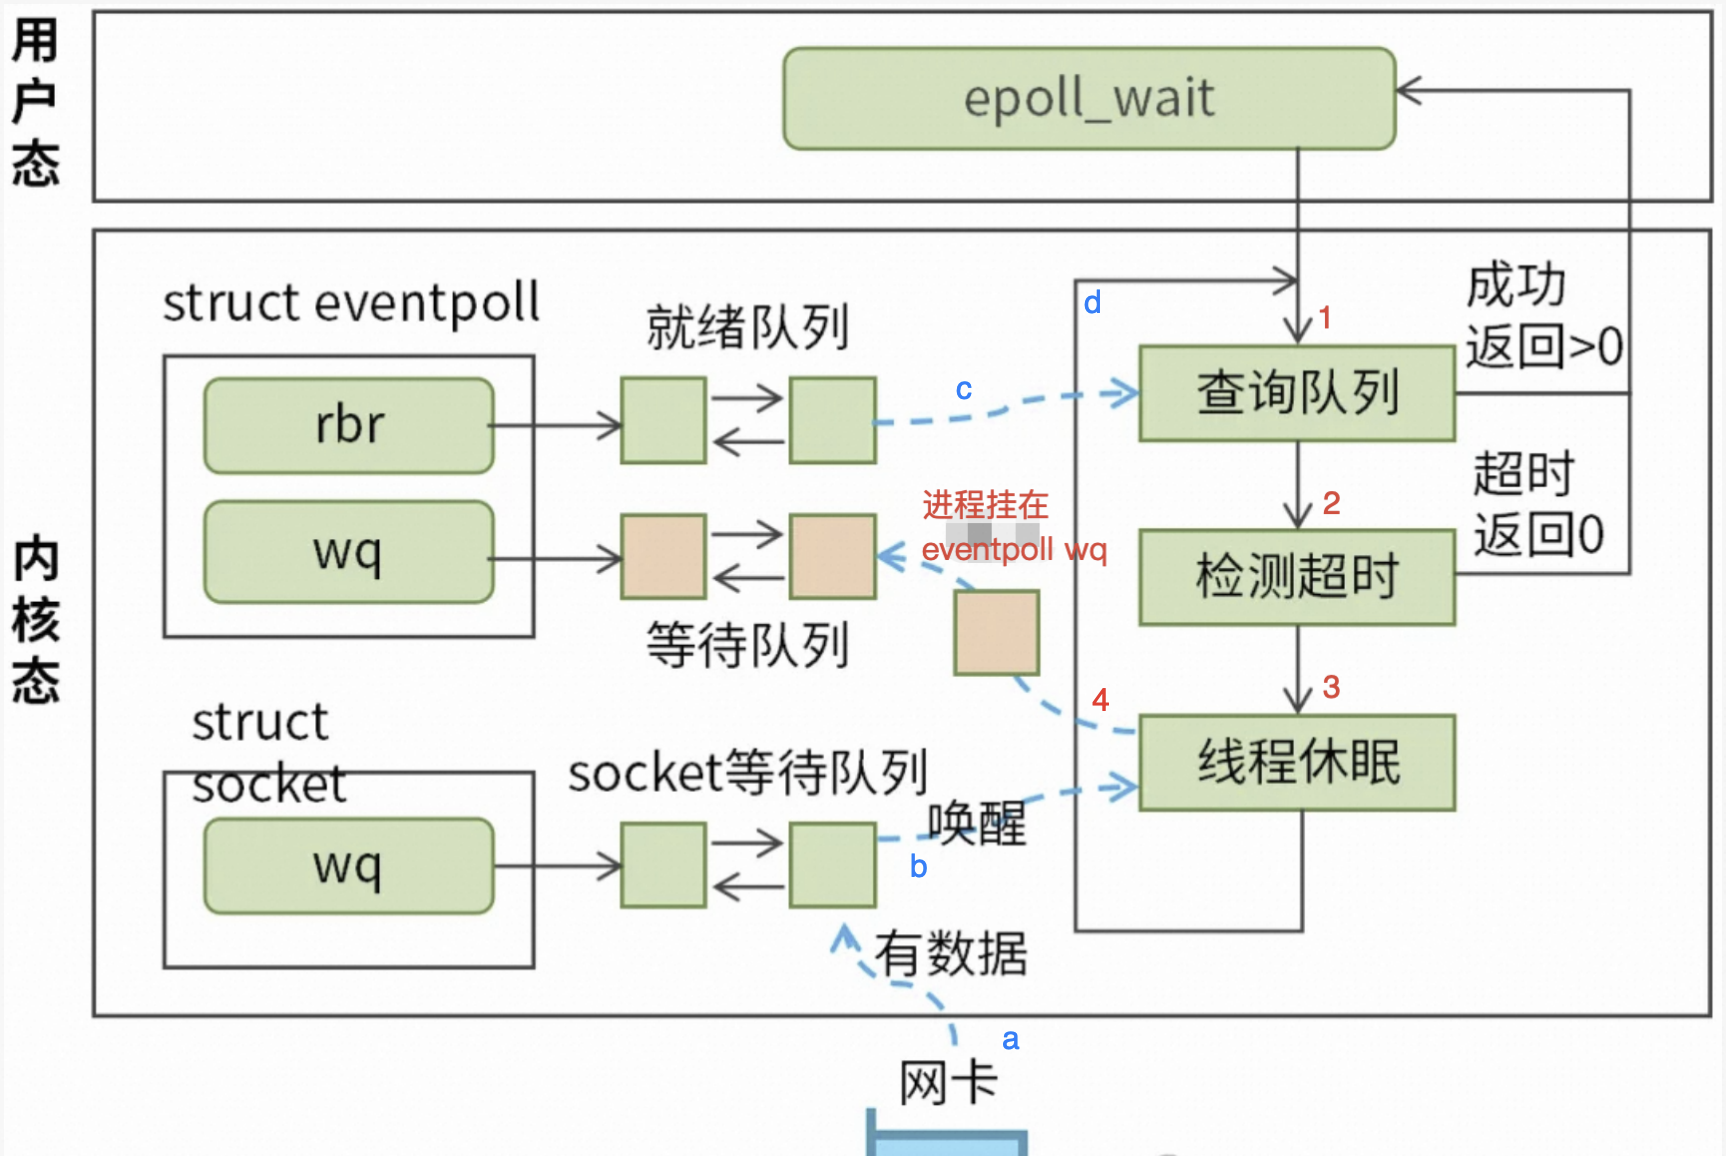 用户态
epoll_wait
内核态
struct eventpoll
就绪队列
rbr
wq
等待队列
进程挂在
eventpoll wq
struct
socket
socket等待队列
wq
唤醒
有数据
网卡
查询队列
检测超时
线程休眠
成功
返回>0
超时
返回0
1
2
3
4
a
b
c
d